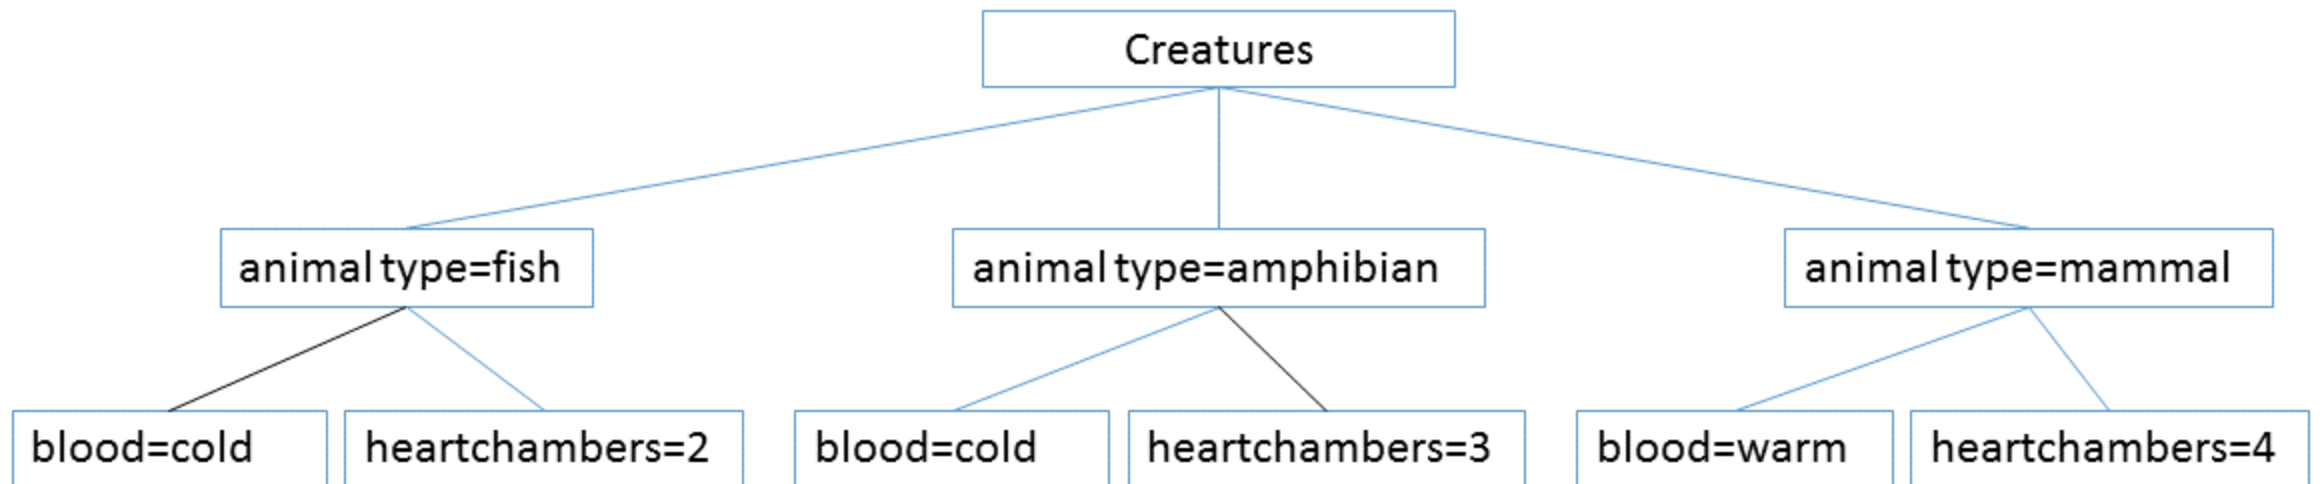 Creatures
animal type=fish
animal type=amphibian
animal type=mammal
blood=cold
heartchambers=2
blood=cold
heartchambers=3
blood=warm
heartchambers=4